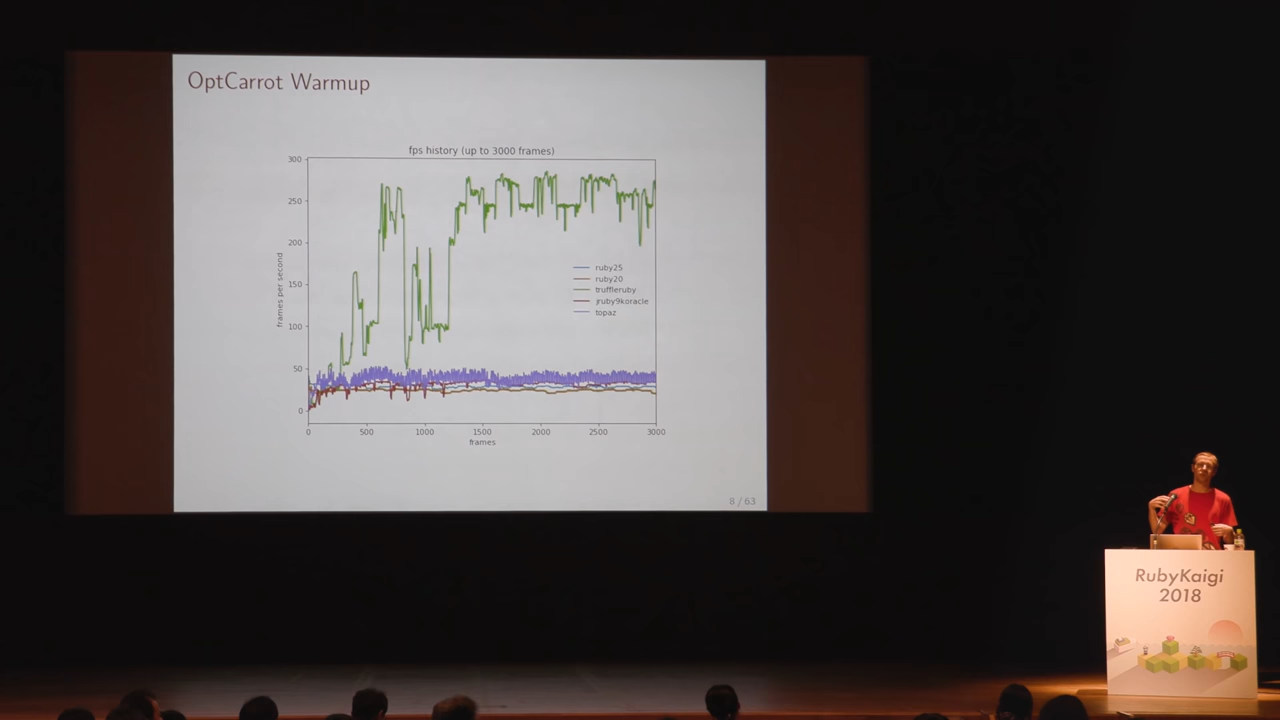 OptCarrot Warmup
fps history (up to 3000 frames)
300
250
200
150
100
50
0
frames per second
ruby25
ruby20
truffleruby
jruby9koracle
topaz
0
500
1000
1500
2000
2500
3000
frames
8 / 63
RubyKaigi
2018